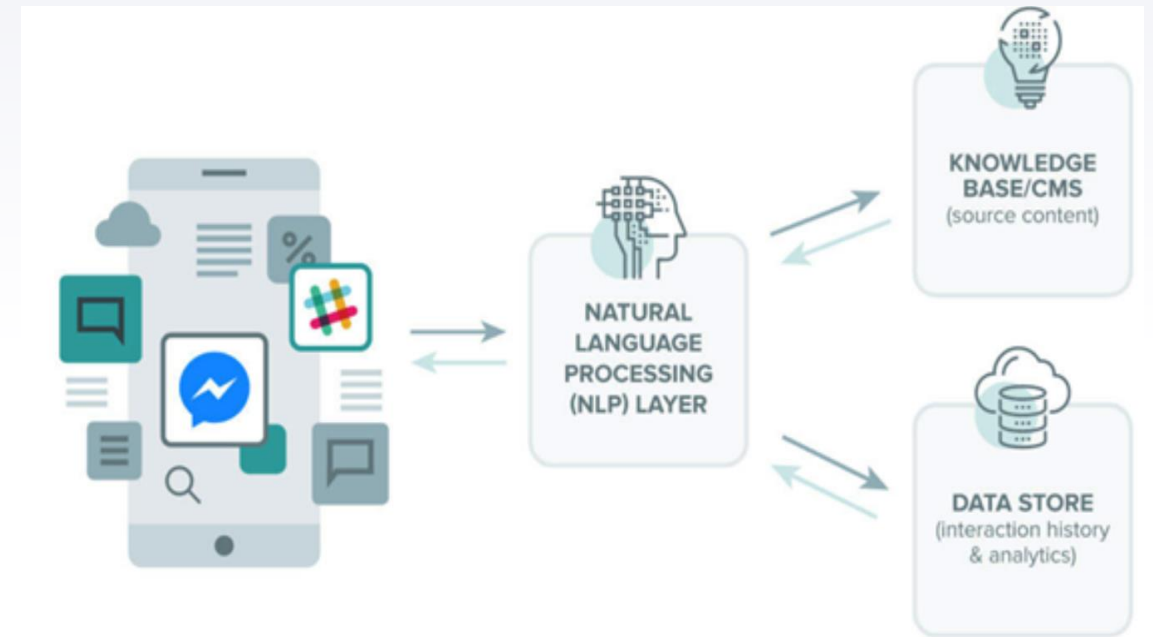 %
NATURAL
LANGUAGE
PROCESSING
(NLP) LAYER
KNOWLEDGE
BASE/CMS
(source content)
DATA STORE
(interaction history
& analytics)